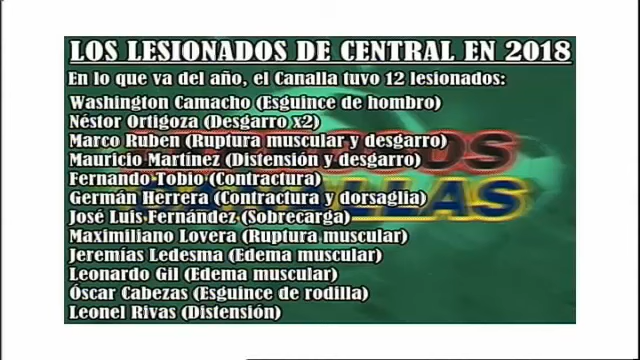 LOS LESIONADOS DE CENTRAL EN 2018
En lo que va del año, el Canalla tuvo 12 lesionados:
Washington Camacho (Esguince de hombro)
Néstor Ortigoza (Desgarro x2)
Marco Ruben (Ruptura muscular y desgarro)
Mauricio Martínez (Distensión y desgarro)
Fernando Tobio (Contractura)
Germán Herrera (Contractura y dorsaglia)
José Luis Fernández (Sobrecarga)
Maximiliano Lovera (Ruptura muscular)
Jeremías Ledesma (Edema muscular)
Leonardo Gil (Edema muscular)
Óscar Cabezas (Esguince de rodilla)
Leonel Rivas (Distensión)